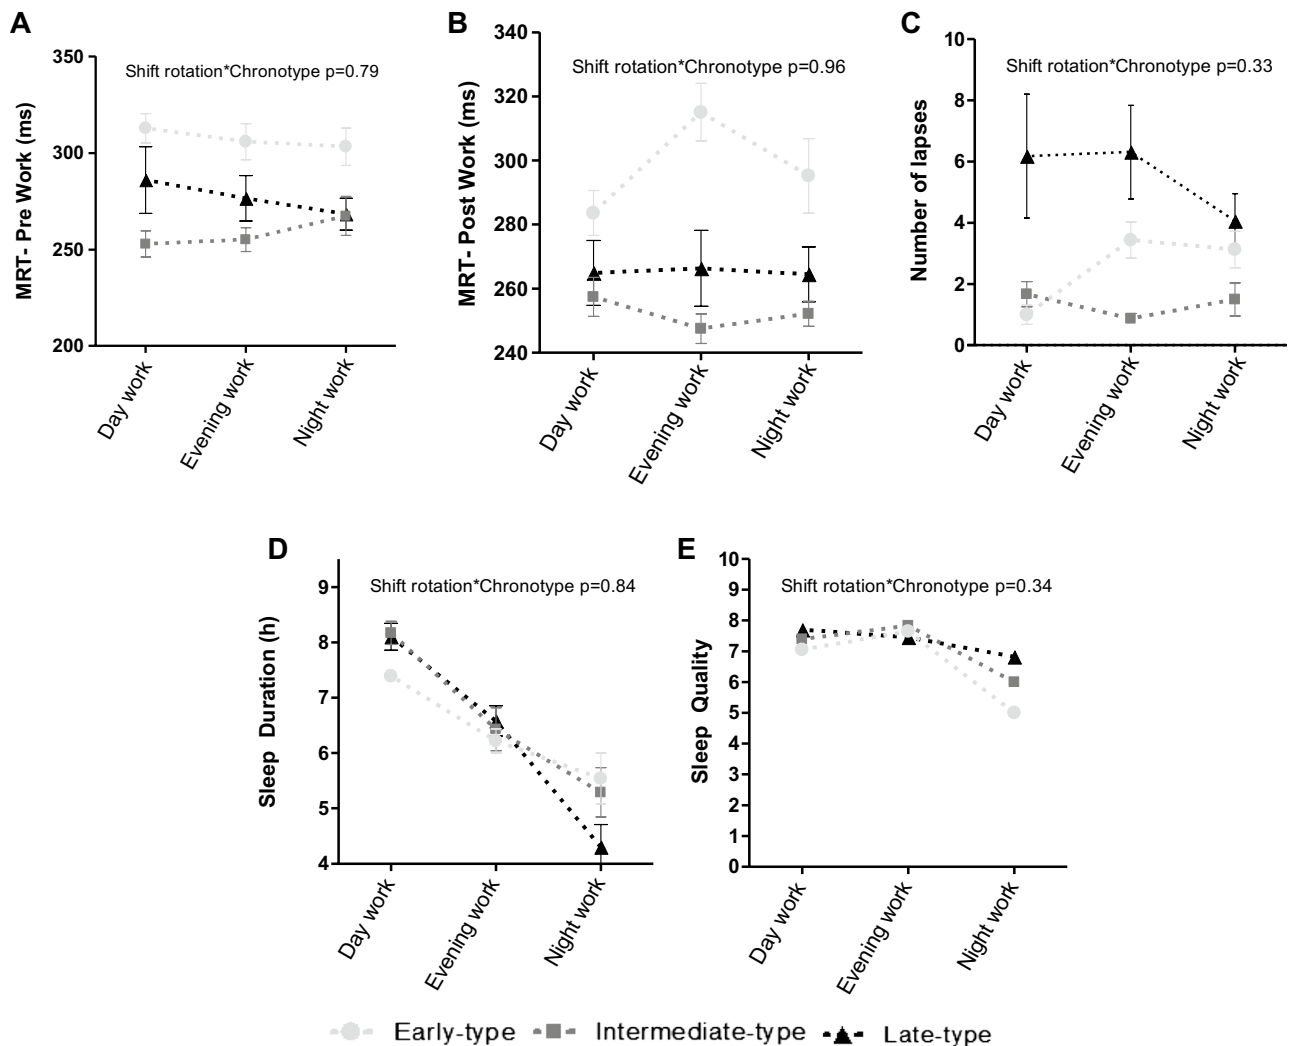 A
Shift rotation*Chronotype p=0.79
MRT- Pre Work (ms)
350
300
250
200
Day work
Evening work
Night work
B
Shift rotation*Chronotype p=0.96
MRT- Post Work (ms)
340
320
300
280
260
240
Day work
Evening work
Night work
C
Shift rotation*Chronotype p=0.33
Number of lapses
10
8
6
4
2
0
Day work
Evening work
Night work
D
Shift rotation*Chronotype p=0.84
Sleep Duration (h)
9
8
7
6
5
4
Day work
Evening work
Night work
E
Shift rotation*Chronotype p=0.34
Sleep Quality
10
9
8
7
6
5
4
3
2
1
0
Day work
Evening work
Night work
Early-type
Intermediate-type
Late-type